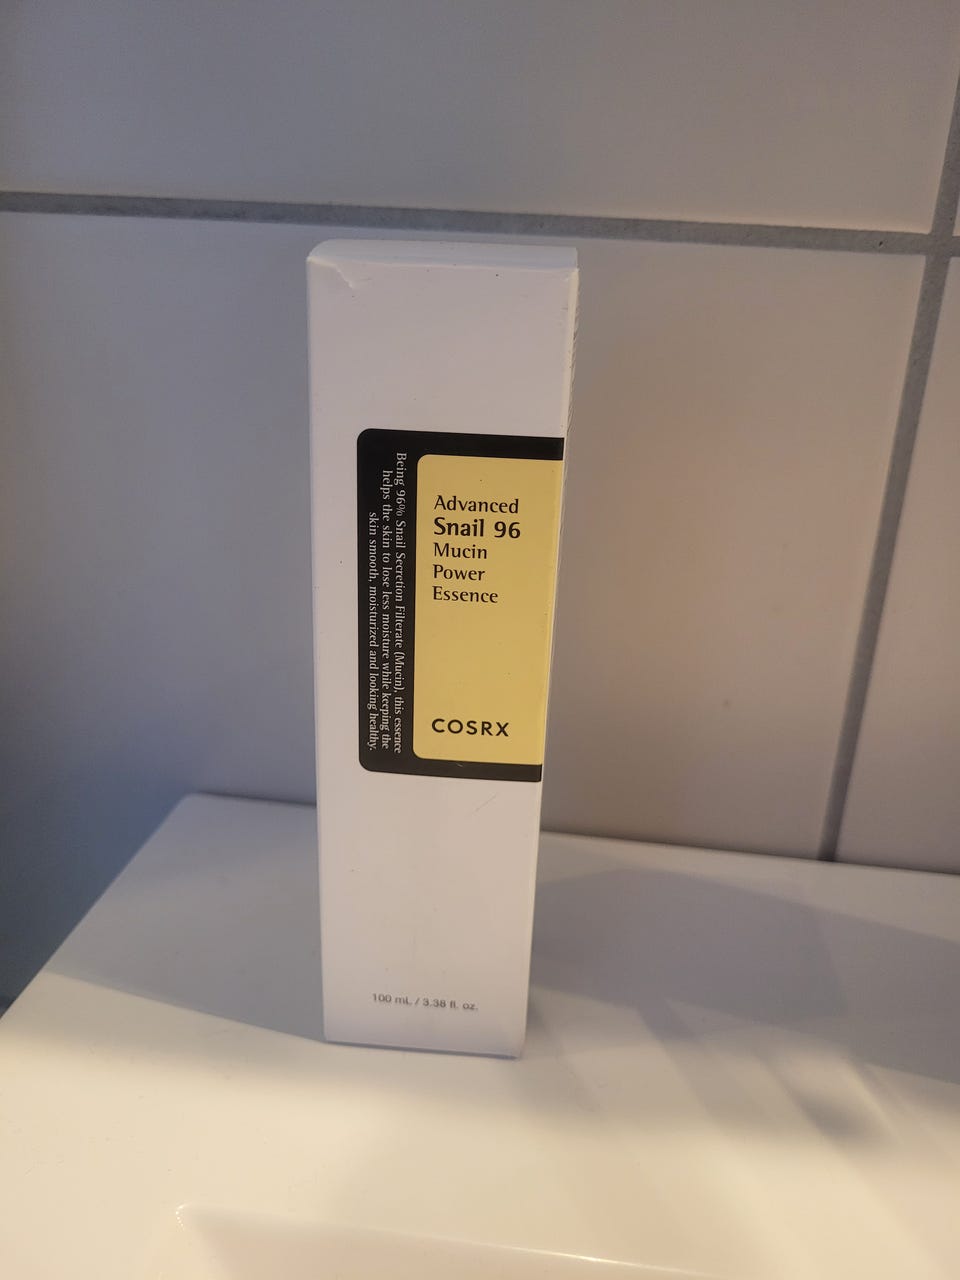 Advanced
Snail 96
Mucin
Power
Essence
COSRX
Being 96% Snail Secretion Filterate (Mucin), this essence
helps the skin to lose less moisture while keeping the
skin smooth, moisturized and looking healthy.
100 mL / 3.38 fl. oz.